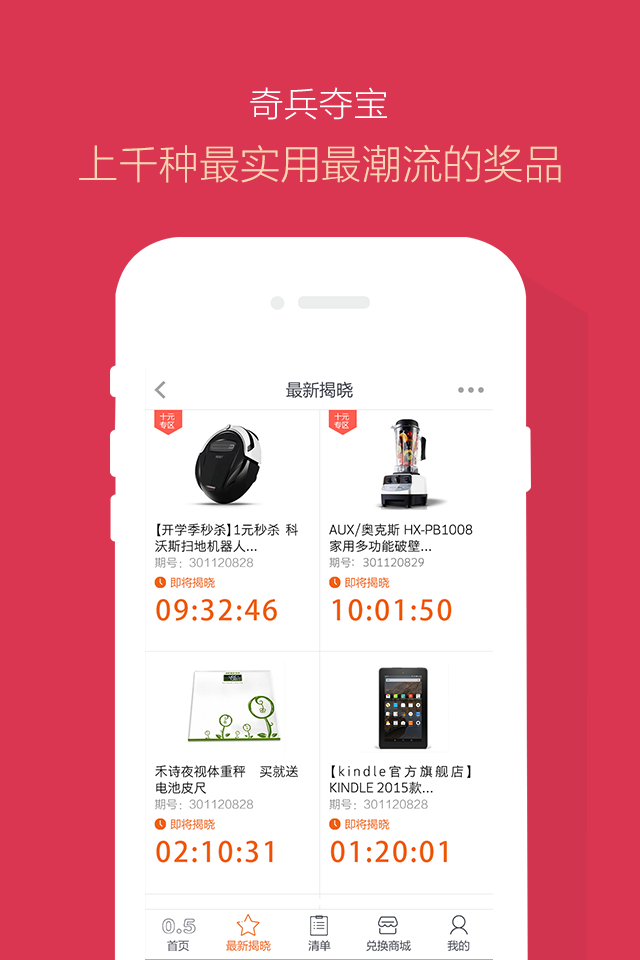 奇兵夺宝
上千种最实用最潮流的奖品
最新揭晓
十元
专区
【开学季秒杀】1元秒杀 科
沃斯扫地机器人...
期号：301120828
即将揭晓
09:32:46
十元
专区
AUX/奥克斯 HX-PB1008
家用多功能破壁...
期号：301120829
即将揭晓
10:01:50
禾诗夜视体重秤 买就送
电池皮尺
期号：301120828
即将揭晓
02:10:31
【kindle官方旗舰店】
KINDLE 2015款...
期号：301120828
即将揭晓
01:20:01
0.5
首页
最新揭晓
清单
兑换商城
我的